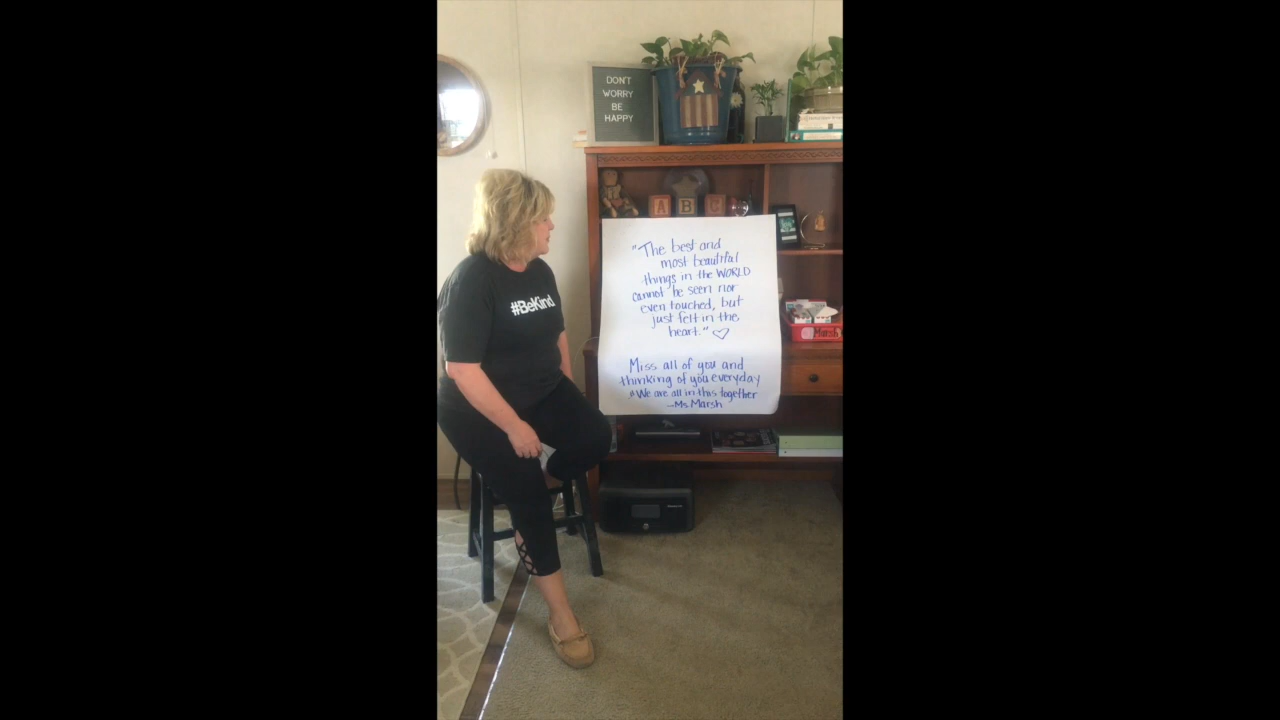 DON'T
WORRY
BE
HAPPY
A B C
#BeKind
"The best and
most beautiful
things in the WORLD
cannot be seen nor
even touched, but
just felt in the
heart." ♡
Miss all of you and
thinking of you everyday
#We are all in this together
-Ms. Marsh
Marsh